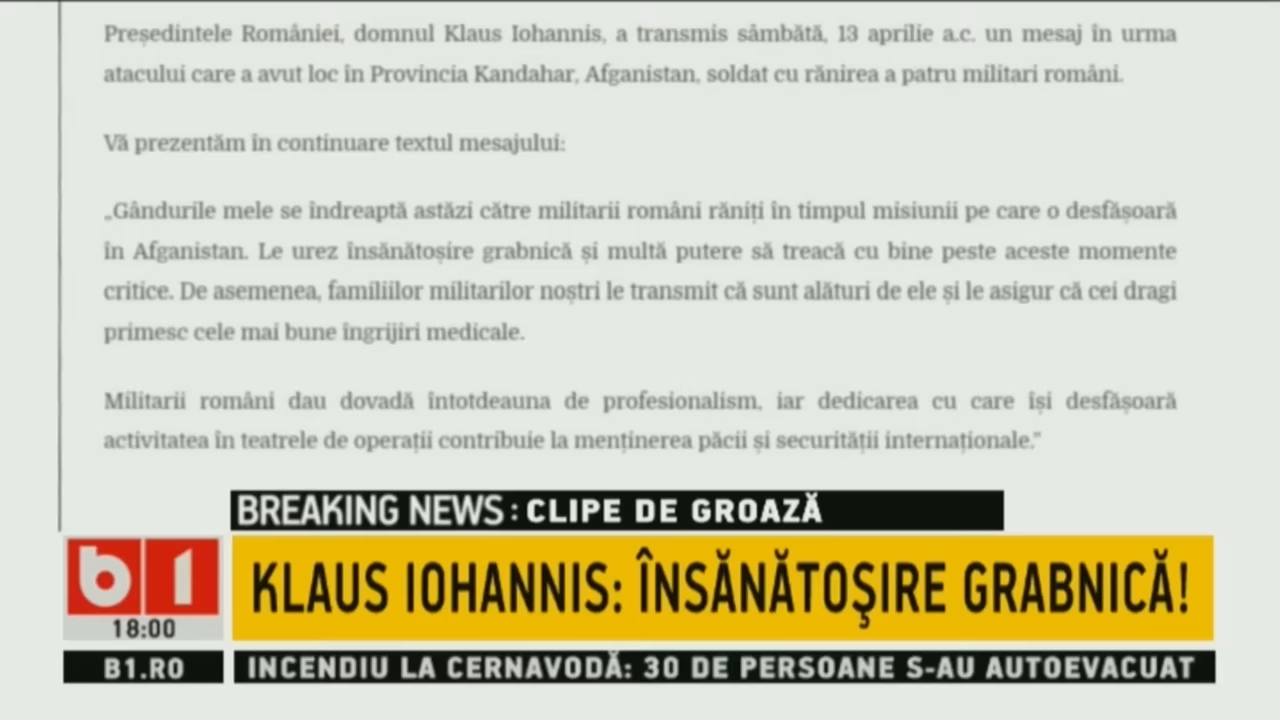 Președintele României, domnul Klaus Iohannis, a transmis sâmbătă, 13 aprilie a.c. un mesaj în urma
atacului care a avut loc în Provincia Kandahar, Afganistan, soldat cu rănirea a patru militari români.
Vă prezentăm în continuare textul mesajului:
„Gândurile mele se îndreaptă astăzi către militarii români răniți în timpul misiunii pe care o desfășoară
în Afganistan. Le urez însănătoșire grabnică și multă putere să treacă cu bine peste aceste momente
critice. De asemenea, familiilor militarilor noștri le transmit că sunt alături de ele și le asigur că cei dragi
primesc cele mai bune îngrijiri medicale.
Militarii români dau dovadă întotdeauna de profesionalism, iar dedicarea cu care își desfășoară
activitatea în teatrele de operații contribuie la menținerea păcii și securității internaționale."
BREAKING NEWS: CLIPE DE GROAZĂ
b1
KLAUS IOHANNIS: ÎNSĂNĂTOŞIRE GRABNICĂ!
18:00
B1.RO
INCENDIU LA CERNAVODĂ: 30 DE PERSOANE S-AU AUTOEVACUAT